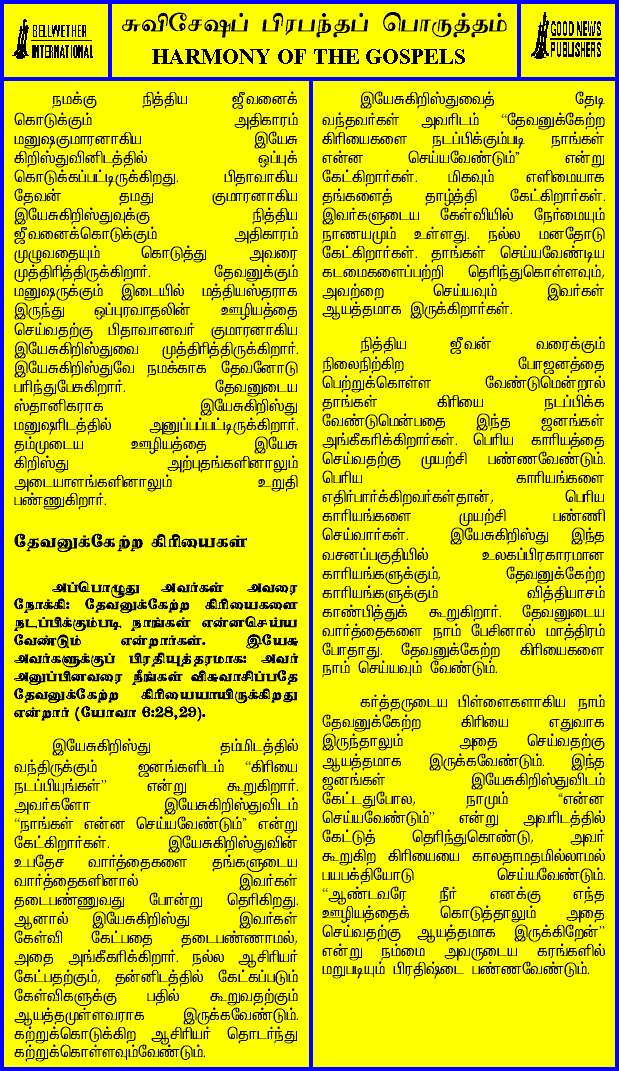 BELLWETHER
INTERNATIONAL
சுவிசேஷப் பிரபந்தப் பொருத்தம்
HARMONY OF THE GOSPELS
GOOD NEWS
PUBLISHERS
நமக்கு நித்திய ஜீவனைக்
கொடுக்கும் அதிகாரம்
மனுஷகுமாரனாகிய இயேசு
கிறிஸ்துவினிடத்தில் ஒப்புக்
கொடுக்கப்பட்டிருக்கிறது. பிதாவாகிய
தேவன் தமது குமாரனாகிய
இயேசுகிறிஸ்துவுக்கு நித்திய
ஜீவனைக்கொடுக்கும் அதிகாரம்
முழுவதையும் கொடுத்து அவரை
முத்திரித்திருக்கிறார். தேவனுக்கும்
மனுஷருக்கும் இடையில் மத்தியஸ்தராக
இருந்து ஒப்புரவாதலின் ஊழியத்தை
செய்வதற்கு பிதாவானவர் குமாரனாகிய
இயேசுகிறிஸ்துவை முத்திரித்திருக்கிறார்.
இயேசுகிறிஸ்துவே நமக்காக தேவனோடு
பரிந்துபேசுகிறார். தேவனுடைய
ஸ்தானிகராக இயேசுகிறிஸ்து
மனுஷரிடத்தில் அனுப்பப்பட்டிருக்கிறார்.
தம்முடைய ஊழியத்தை இயேசு
கிறிஸ்து அற்புதங்களினாலும்
அடையாளங்களினாலும் உறுதி
பண்ணுகிறார்.
தேவனுக்கேற்ற கிரியைகள்
அப்பொழுது அவர்கள் அவரை
நோக்கி: தேவனுக்கேற்ற கிரியைகளை
நடப்பிக்கும்படி நாங்கள் என்னசெய்ய
வேண்டும் என்றார்கள். இயேசு
அவர்களுக்குப் பிரதியுத்தரமாக: அவர்
அனுப்பினவரை நீங்கள் விசுவாசிப்பதே
தேவனுக்கேற்ற கிரியையாயிருக்கிறது
என்றார் (யோவா 6:28,29).
இயேசுகிறிஸ்து தம்மிடத்தில்
வந்திருக்கும் ஜனங்களிடம் “கிரியை
நடப்பியுங்கள்” என்று கூறுகிறார்.
அவர்களோ இயேசுகிறிஸ்துவிடம்
“நாங்கள் என்ன செய்யவேண்டும்” என்று
கேட்கிறார்கள். இயேசுகிறிஸ்துவின்
உபதேச வார்த்தைகளை தங்களுடைய
வார்த்தைகளினால் இவர்கள்
தடைபண்ணுவது போன்று தெரிகிறது.
ஆனால் இயேசுகிறிஸ்து இவர்கள்
கேள்வி கேட்பதை தடைபண்ணாமல்,
அதை அங்கீகரிக்கிறார். நல்ல ஆசிரியர்
கேட்பதற்கும், தன்னிடத்தில் கேட்கப்படும்
கேள்விகளுக்கு பதில் கூறுவதற்கும்
ஆயத்தமுள்ளவராக இருக்கவேண்டும்.
கற்றுக்கொடுக்கிற ஆசிரியர் தொடர்ந்து
கற்றுக்கொள்ளவும்வேண்டும்.
இயேசுகிறிஸ்துவைத் தேடி
வந்தவர்கள் அவரிடம் “தேவனுக்கேற்ற
கிரியைகளை நடப்பிக்கும்படி நாங்கள்
என்ன செய்யவேண்டும்” என்று
கேட்கிறார்கள். மிகவும் எளிமையாக
தங்களைத் தாழ்த்தி கேட்கிறார்கள்.
இவர்களுடைய கேள்வியில் நேர்மையும்
நாணயமும் உள்ளது. நல்ல மனதோடு
கேட்கிறார்கள். தாங்கள் செய்யவேண்டிய
கடமைகளைப்பற்றி தெரிந்துகொள்ளவும்,
அவற்றை செய்யவும் இவர்கள்
ஆயத்தமாக இருக்கிறார்கள்.
நித்திய ஜீவன் வரைக்கும்
நிலைநிற்கிற போஜனத்தை
பெற்றுக்கொள்ள வேண்டுமென்றால்
தாங்கள் கிரியை நடப்பிக்க
வேண்டுமென்பதை இந்த ஜனங்கள்
அங்கீகரிக்கிறார்கள். பெரிய காரியத்தை
செய்வதற்கு முயற்சி பண்ணவேண்டும்.
பெரிய காரியங்களை
எதிர்பார்க்கிறவர்கள்தான், பெரிய
காரியங்களை முயற்சி பண்ணி
செய்வார்கள். இயேசுகிறிஸ்து இந்த
வசனப்பகுதியில் உலகப்பிரகாரமான
காரியங்களுக்கும், தேவனுக்கேற்ற
காரியங்களுக்கும் வித்தியாசம்
காண்பித்துக் கூறுகிறார். தேவனுடைய
வார்த்தைகளை நாம் பேசினால் மாத்திரம்
போதாது. தேவனுக்கேற்ற கிரியைகளை
நாம் செய்யவும் வேண்டும்.
கர்த்தருடைய பிள்ளைகளாகிய நாம்
தேவனுக்கேற்ற கிரியை எதுவாக
இருந்தாலும் அதை செய்வதற்கு
ஆயத்தமாக இருக்கவேண்டும். இந்த
ஜனங்கள் இயேசுகிறிஸ்துவிடம்
கேட்டதுபோல, நாமும் “என்ன
செய்யவேண்டும்” என்று அவரிடத்தில்
கேட்டுத் தெரிந்துகொண்டு, அவர்
கூறுகிற கிரியையை காலதாமதமில்லாமல்
பயபக்தியோடு செய்யவேண்டும்.
“ஆண்டவரே நீர் எனக்கு எந்த
ஊழியத்தைக் கொடுத்தாலும் அதை
செய்வதற்கு ஆயத்தமாக இருக்கிறேன்”
என்று நம்மை அவருடைய கரங்களில்
மறுபடியும் பிரதிஷ்டை பண்ணவேண்டும்.